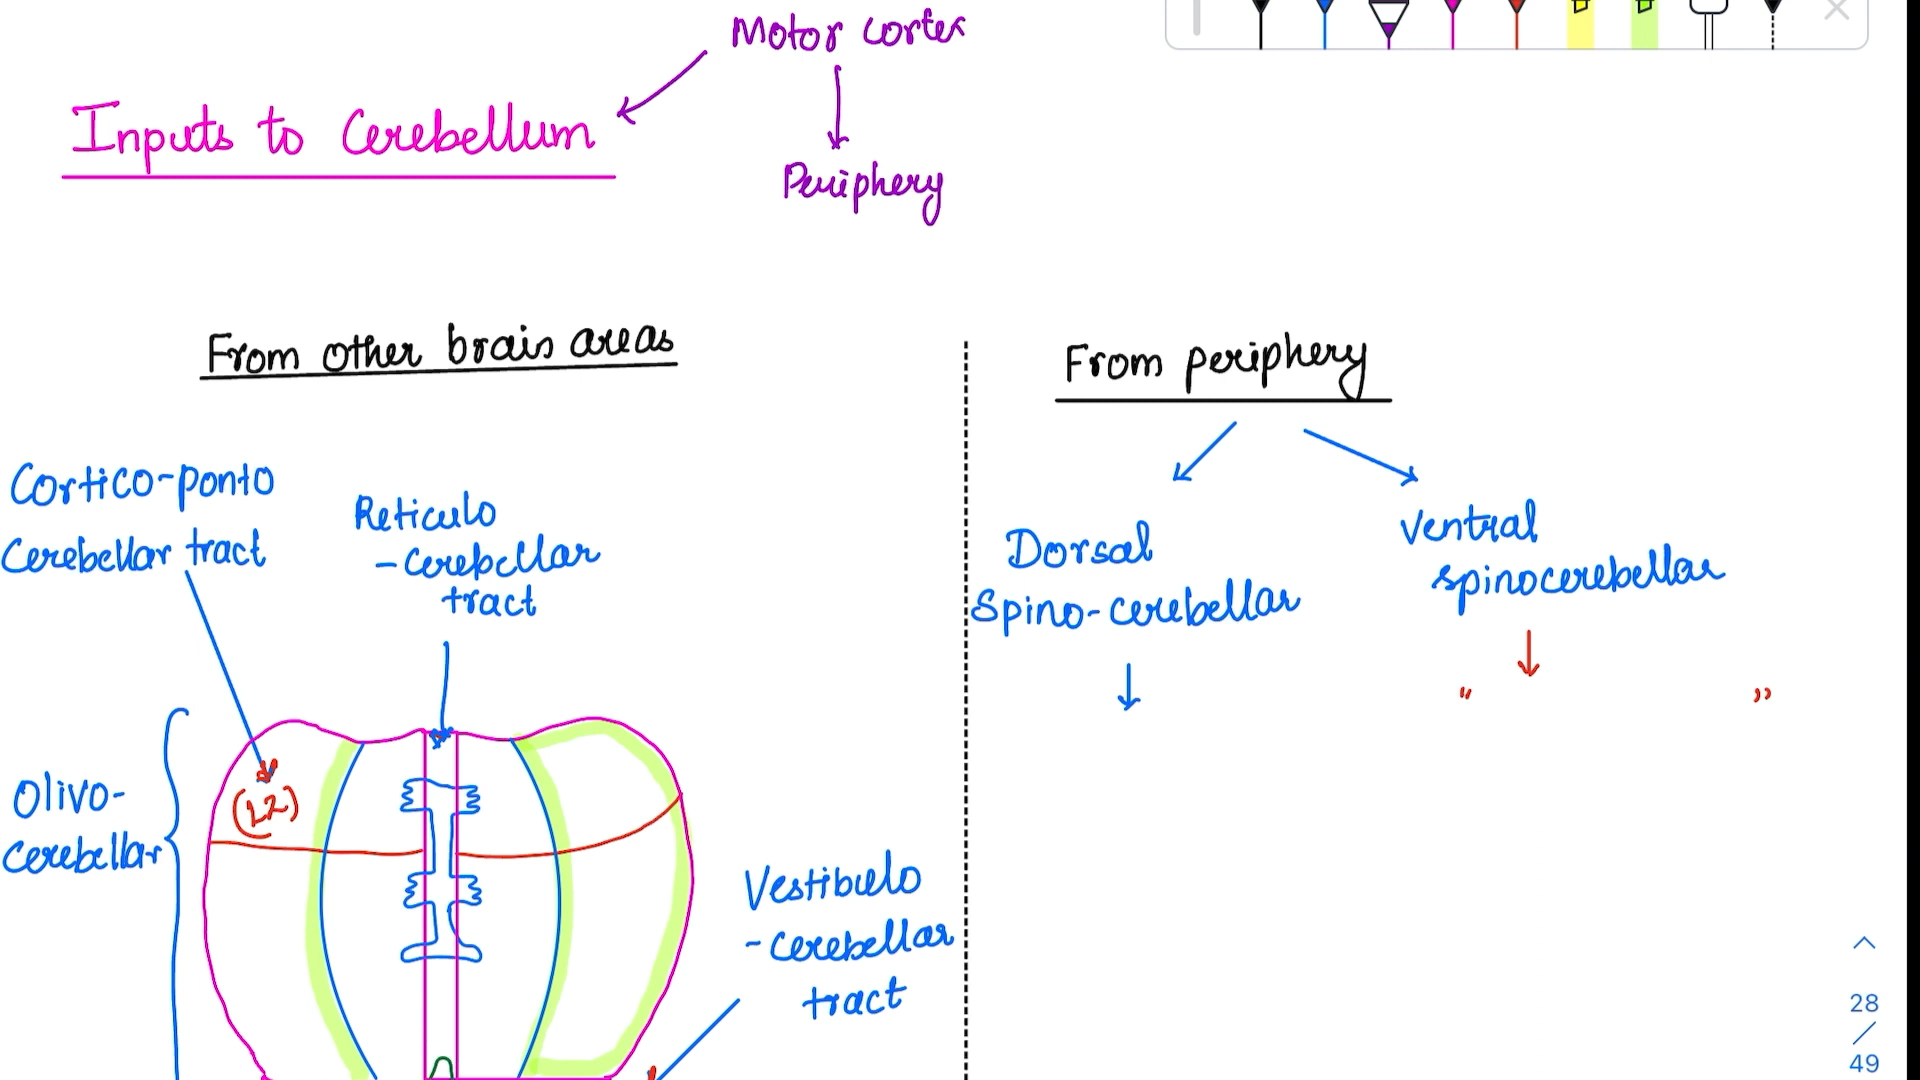 Motor cortex
Inputs to Cerebellum
Periphery
From other brain areas
From periphery
Cortico-ponto
Cerebellar tract
Reticulo
-cerebellar
tract
Dorsal
Spino-cerebellar
Ventral
spinocerebellar
" "
Olivo-
cerebellar
(L2)
Vestibulo
-cerebellar
tract
28
/
49